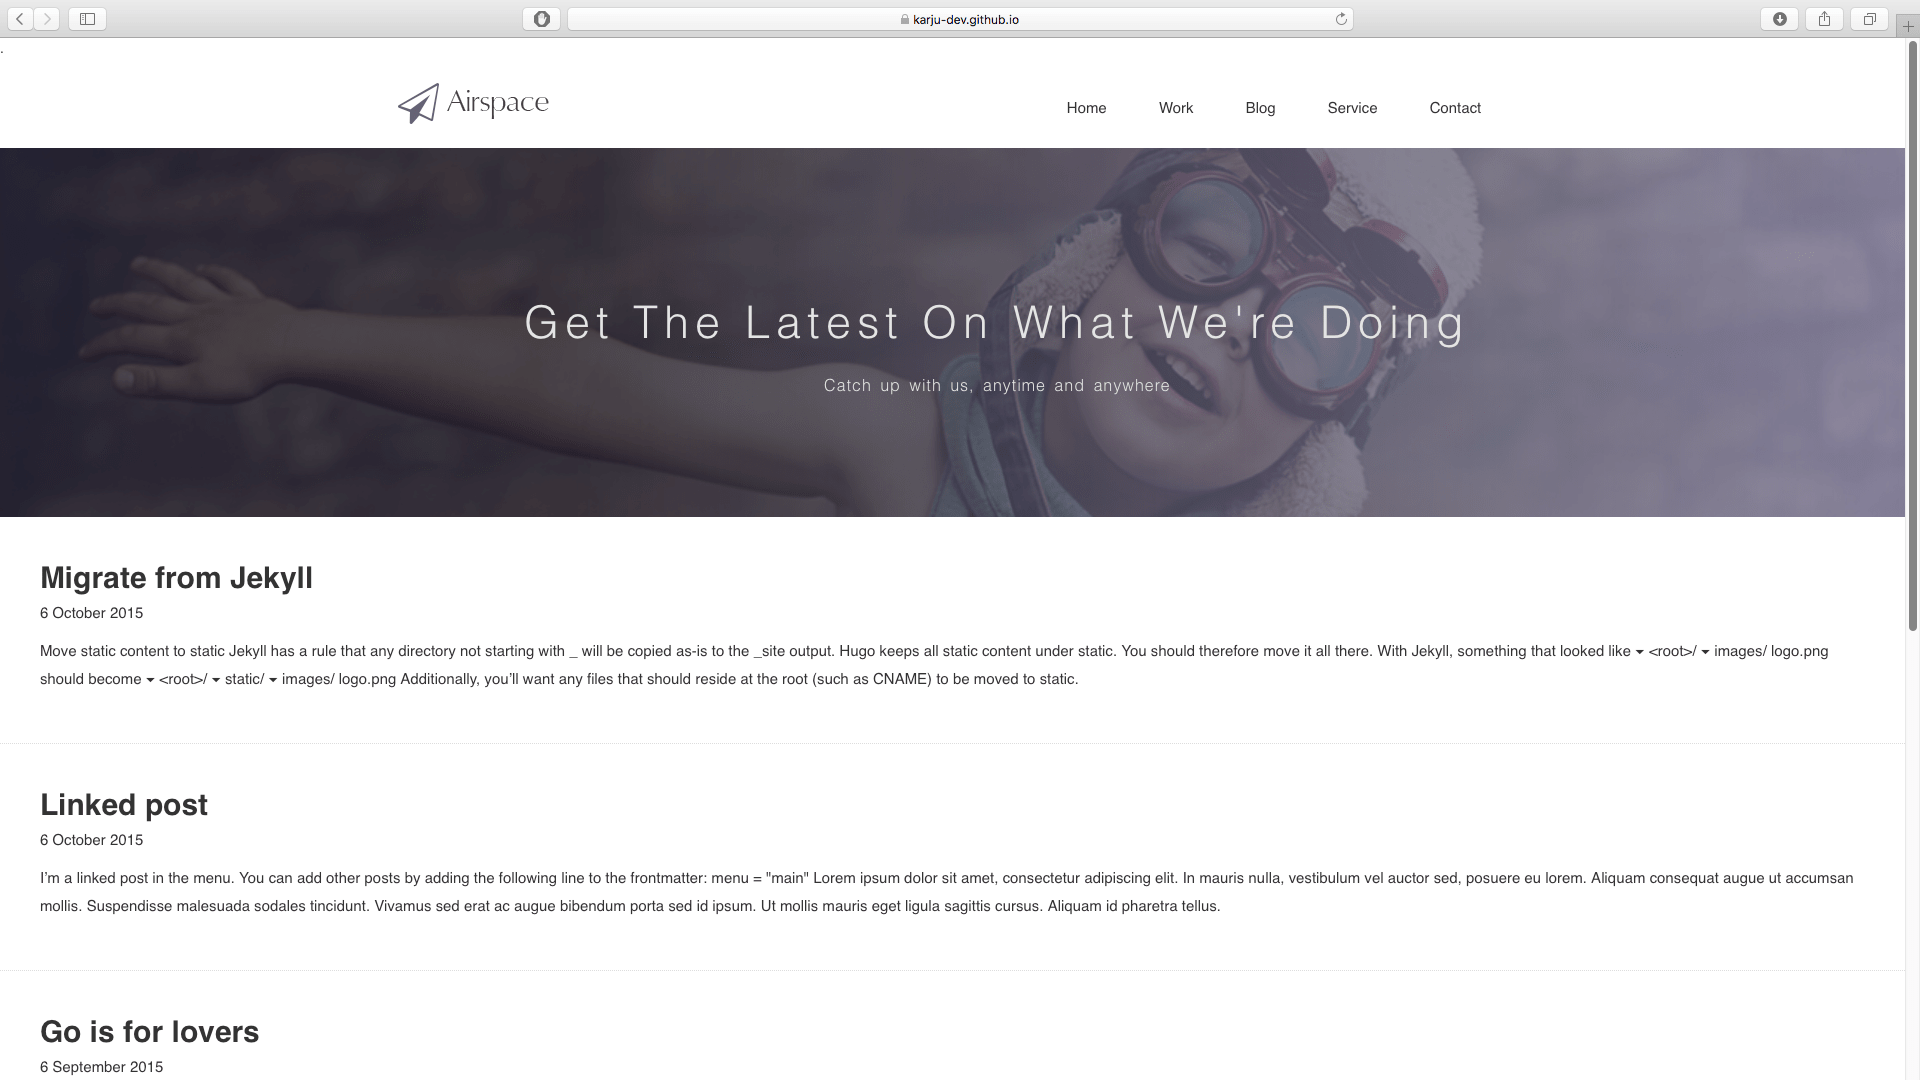 karju-dev.github.io
.
Airspace
Home Work Blog Service Contact
Get The Latest On What We're Doing
Catch up with us, anytime and anywhere
Migrate from Jekyll
6 October 2015
Move static content to static Jekyll has a rule that any directory not starting with _ will be copied as-is to the _site output. Hugo keeps all static content under static. You should therefore move it all there. With Jekyll, something that looked like ▾ <root>/ ▾ images/ logo.png
should become ▾ <root>/ ▾ static/ ▾ images/ logo.png Additionally, you’ll want any files that should reside at the root (such as CNAME) to be moved to static.
Linked post
6 October 2015
I’m a linked post in the menu. You can add other posts by adding the following line to the frontmatter: menu = "main" Lorem ipsum dolor sit amet, consectetur adipiscing elit. In mauris nulla, vestibulum vel auctor sed, posuere eu lorem. Aliquam consequat augue ut accumsan
mollis. Suspendisse malesuada sodales tincidunt. Vivamus sed erat ac augue bibendum porta sed id ipsum. Ut mollis mauris eget ligula sagittis cursus. Aliquam id pharetra tellus.
Go is for lovers
6 September 2015